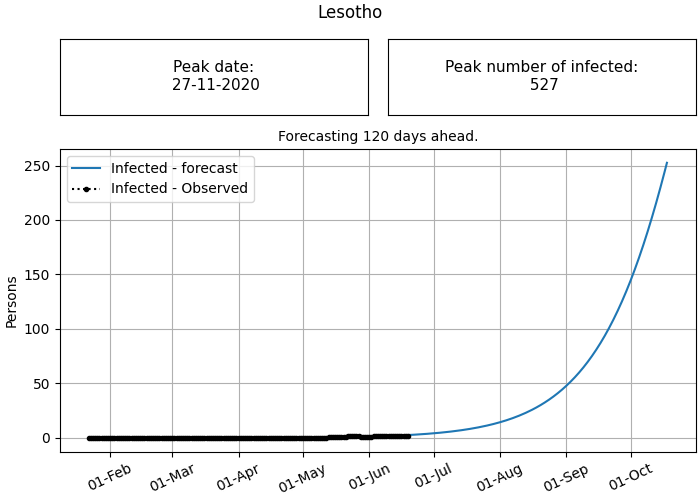 Lesotho
Peak date:
27-11-2020
Peak number of infected:
527
Forecasting 120 days ahead.
Infected - forecast
Infected - Observed
Persons
250
200
150
100
50
0
01-Feb
01-Mar
01-Apr
01-May
01-Jun
01-Jul
01-Aug
01-Sep
01-Oct